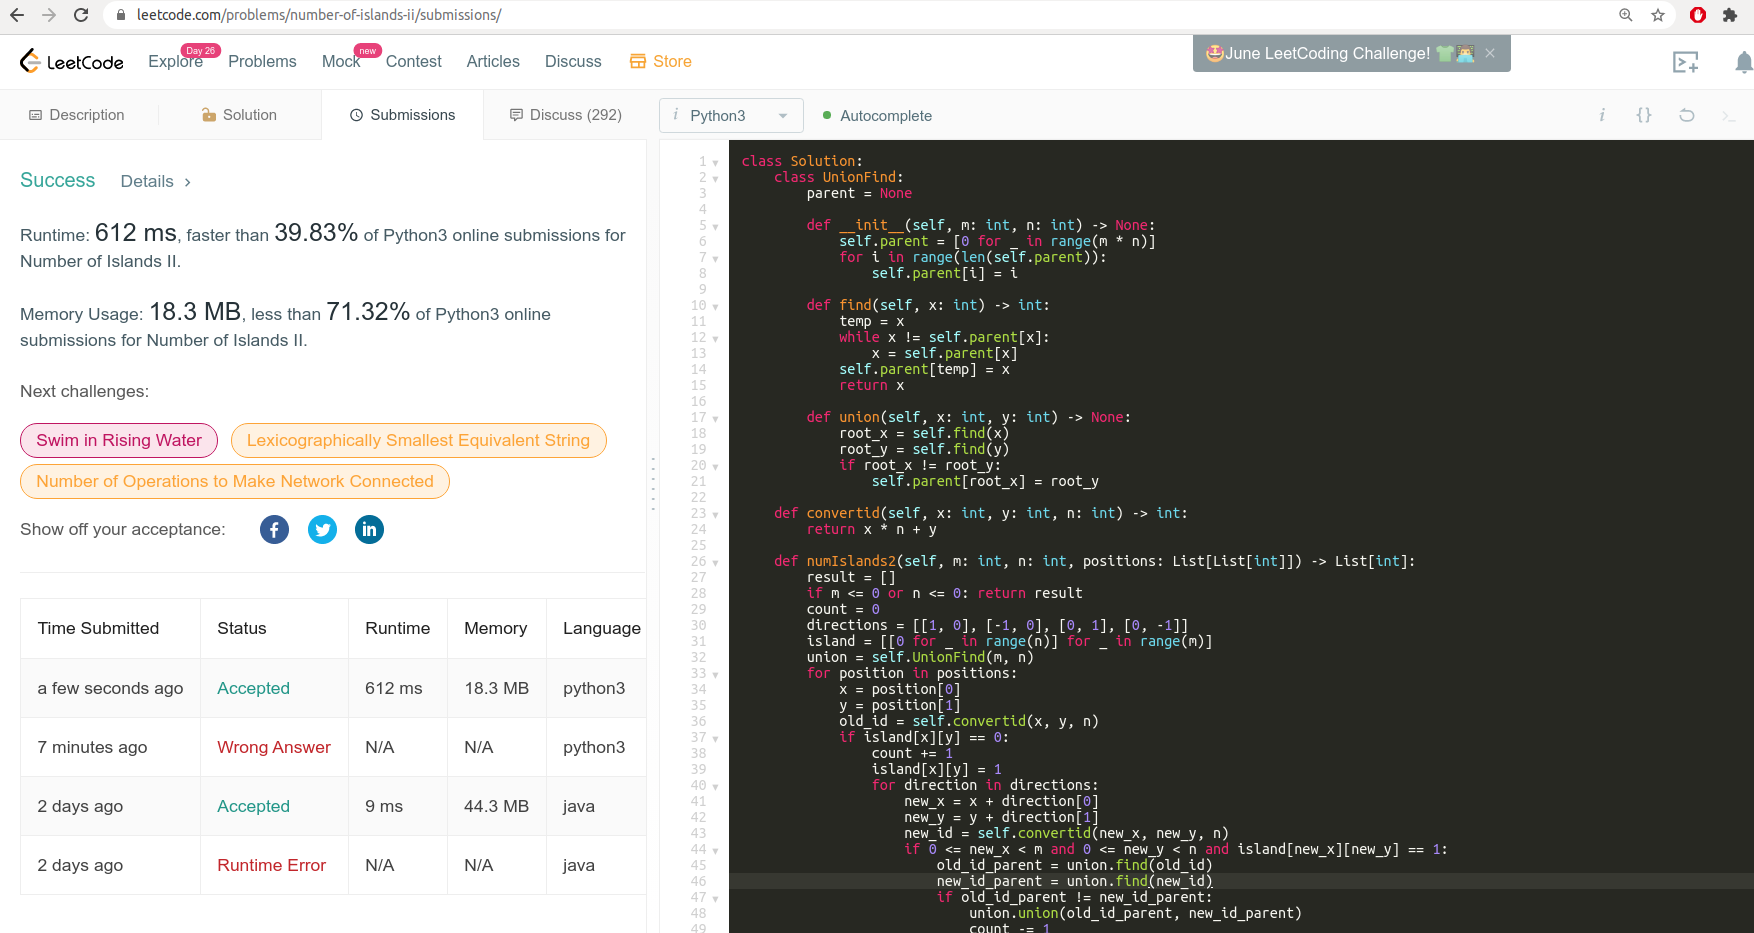 leetcode.com/problems/number-of-islands-ii/submissions/
LeetCode Explore Day 26 Problems Mock new Contest Articles Discuss Store
🤩June LeetCoding Challenge! 👕👨‍💻 ×
Description Solution Submissions Discuss (292)
i Python3 Autocomplete i {} >_
Success Details >
Runtime: 612 ms, faster than 39.83% of Python3 online submissions for
Number of Islands II.
Memory Usage: 18.3 MB, less than 71.32% of Python3 online
submissions for Number of Islands II.
Next challenges:
Swim in Rising Water Lexicographically Smallest Equivalent String
Number of Operations to Make Network Connected
Show off your acceptance: f in
Time Submitted Status Runtime Memory Language
a few seconds ago Accepted 612 ms 18.3 MB python3
7 minutes ago Wrong Answer N/A N/A python3
2 days ago Accepted 9 ms 44.3 MB java
2 days ago Runtime Error N/A N/A java
1 class Solution:
2     class UnionFind:
3         parent = None
4
5         def __init__(self, m: int, n: int) -> None:
6             self.parent = [0 for _ in range(m * n)]
7             for i in range(len(self.parent)):
8                 self.parent[i] = i
9
10         def find(self, x: int) -> int:
11             temp = x
12             while x != self.parent[x]:
13                 x = self.parent[x]
14             self.parent[temp] = x
15             return x
16
17         def union(self, x: int, y: int) -> None:
18             root_x = self.find(x)
19             root_y = self.find(y)
20             if root_x != root_y:
21                 self.parent[root_x] = root_y
22
23     def convertid(self, x: int, y: int, n: int) -> int:
24         return x * n + y
25
26     def numIslands2(self, m: int, n: int, positions: List[List[int]]) -> List[int]:
27         result = []
28         if m <= 0 or n <= 0: return result
29         count = 0
30         directions = [[1, 0], [-1, 0], [0, 1], [0, -1]]
31         island = [[0 for _ in range(n)] for _ in range(m)]
32         union = self.UnionFind(m, n)
33         for position in positions:
34             x = position[0]
35             y = position[1]
36             old_id = self.convertid(x, y, n)
37             if island[x][y] == 0:
38                 count += 1
39                 island[x][y] = 1
40                 for direction in directions:
41                     new_x = x + direction[0]
42                     new_y = y + direction[1]
43                     new_id = self.convertid(new_x, new_y, n)
44                     if 0 <= new_x < m and 0 <= new_y < n and island[new_x][new_y] == 1:
45                         old_id_parent = union.find(old_id)
46                         new_id_parent = union.find(new_id)
47                         if old_id_parent != new_id_parent:
48                             union.union(old_id_parent, new_id_parent)
49                             count -= 1